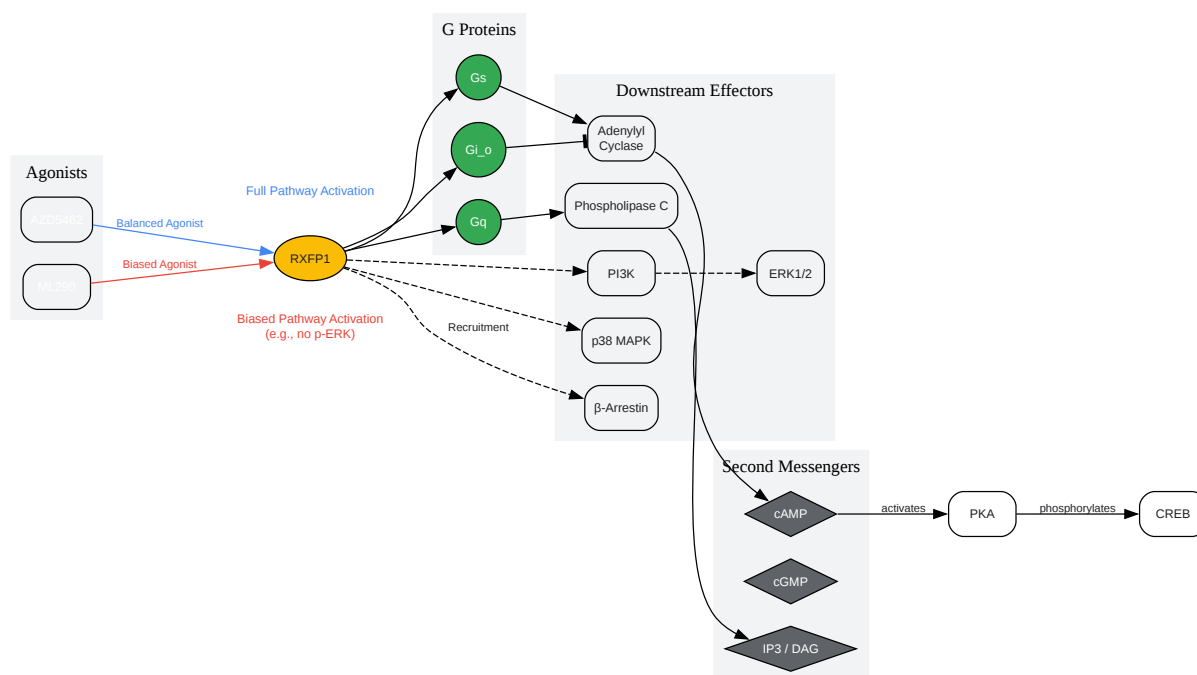 G Proteins
Gs
Downstream Effectors
Adenylyl
Cyclase
Gi_o
Agonists
Full Pathway Activation
AZD5462
Phospholipase C
Balanced Agonist
Gq
Biased Agonist
RXFP1
PI3K
ERK1/2
ML290
Biased Pathway Activation
(e.g., no p-ERK)
Recruitment
p38 MAPK
β-Arrestin
Second Messengers
cAMP
activates
PKA
phosphorylates
CREB
cGMP
IP3 / DAG